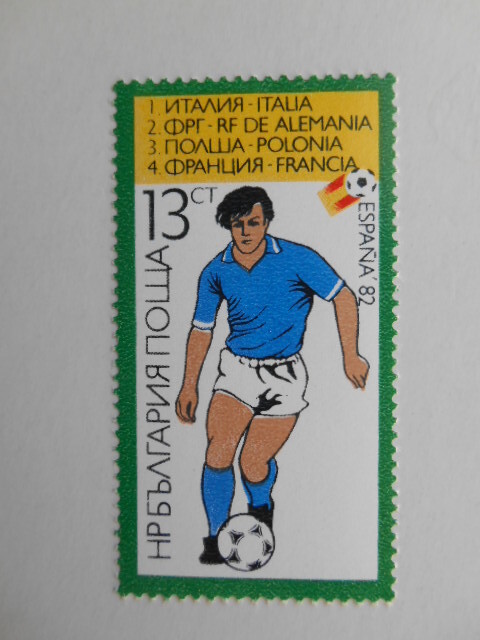 1. ИТАЛИЯ - ITALIA
2. ФРГ - RF DE ALEMANIA
3. ПОЛША - POLONIA
4. ФРАНЦИЯ - FRANCIA
13 СТ
ESPAÑA '82
НР БЪЛГАРИЯ ПОЩА